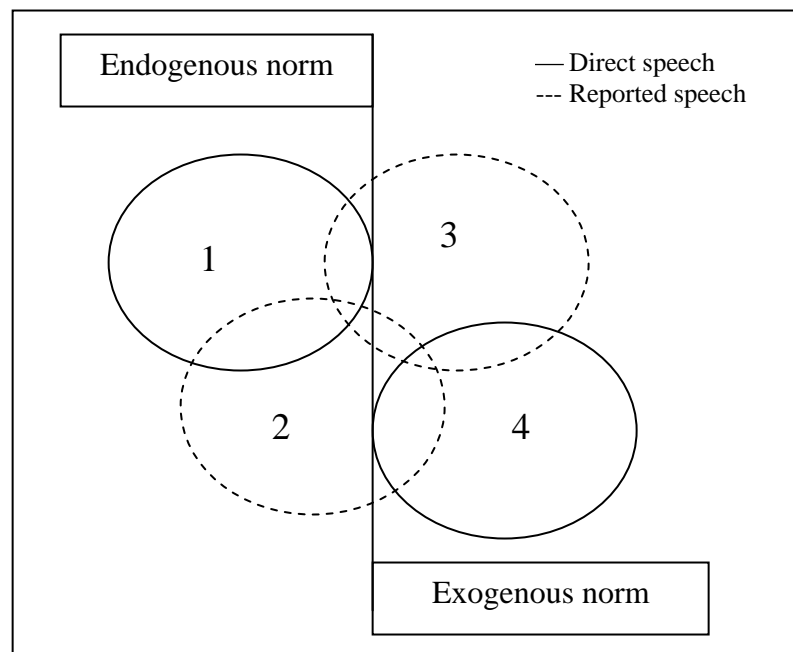 Endogenous norm
— Direct speech
--- Reported speech
1
3
2
4
Exogenous norm